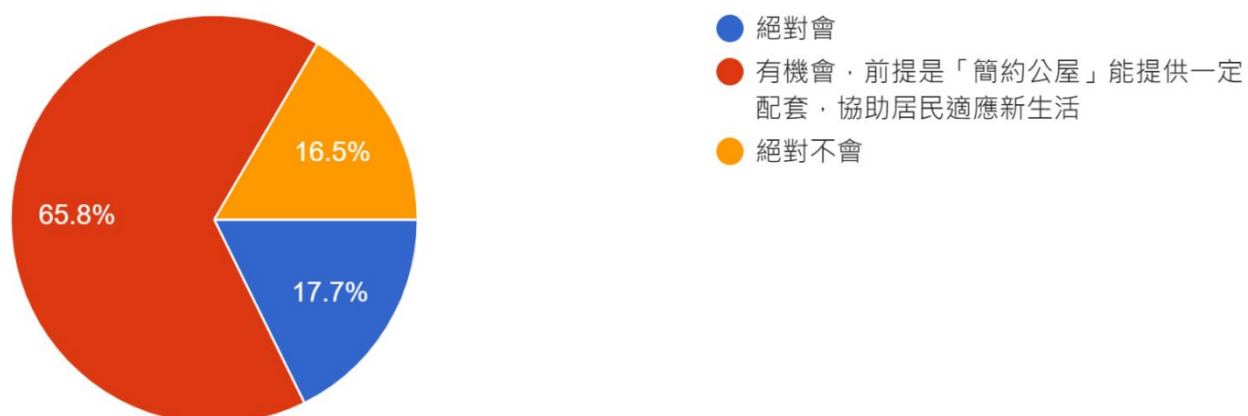 絕對會
有機會，前提是「簡約公屋」能提供一定
配套，協助居民適應新生活
絕對不會
16.5%
65.8%
17.7%